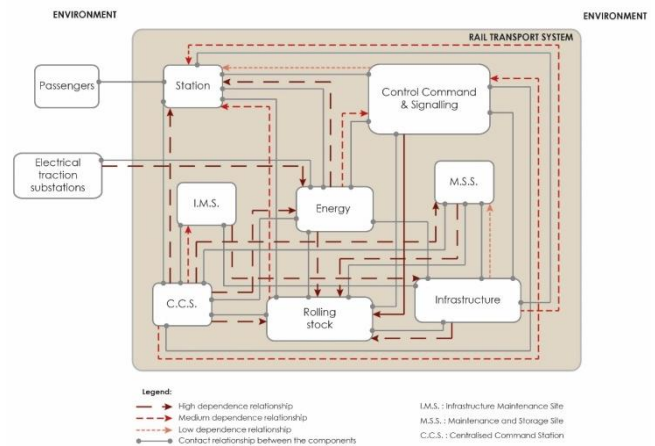 ENVIRONMENT
ENVIRONMENT
RAIL TRANSPORT SYSTEM
Passengers
Station
Control Command
& Signalling
Electrical
traction
substations
I.M.S.
Energy
M.S.S.
C.C.S.
Rolling
stock
Infrastructure
Legend:
High dependence relationship
Medium dependence relationship
Low dependence relationship
Contact relationship between the components
I.M.S. : Infrastructure Maintenance Site
M.S.S. : Maintenance and Storage Site
C.C.S. : Centralised Command Station